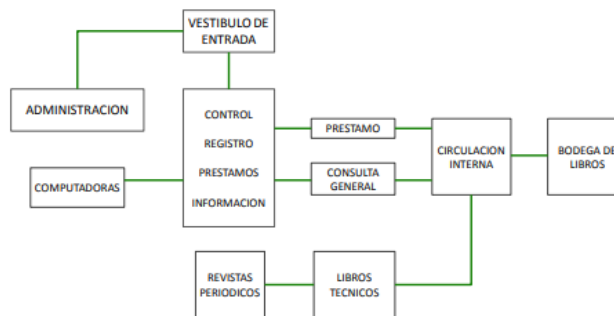 VESTIBULO DE
ENTRADA
ADMINISTRACION
CONTROL
REGISTRO
PRESTAMOS
INFORMACION
PRESTAMO
CONSULTA
GENERAL
CIRCULACION
INTERNA
BODEGA DE
LIBROS
COMPUTADORAS
REVISTAS
PERIODICOS
LIBROS
TECNICOS